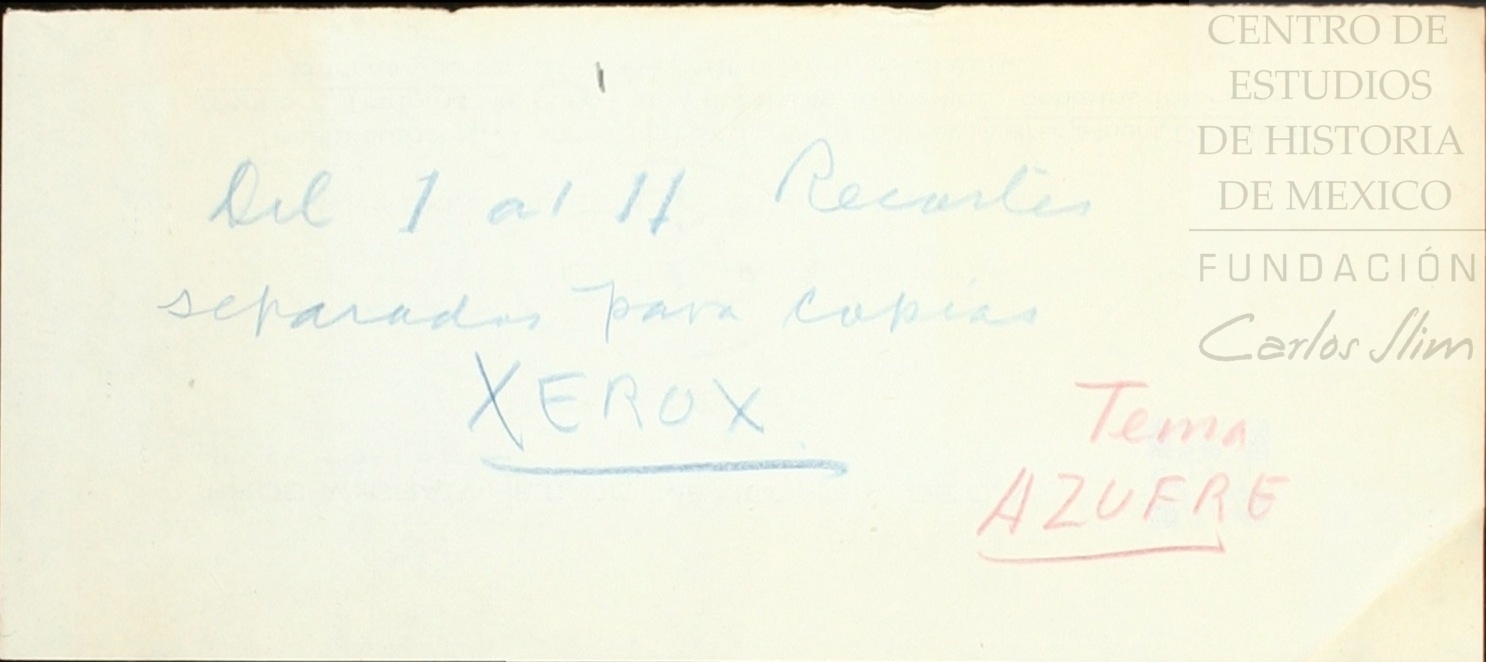 Del 1 al 11 Recortes
separados para copias
XEROX
Tema
AZUFRE
CENTRO DE
ESTUDIOS
DE HISTORIA
DE MEXICO
FUNDACIÓN
Carlos Slim